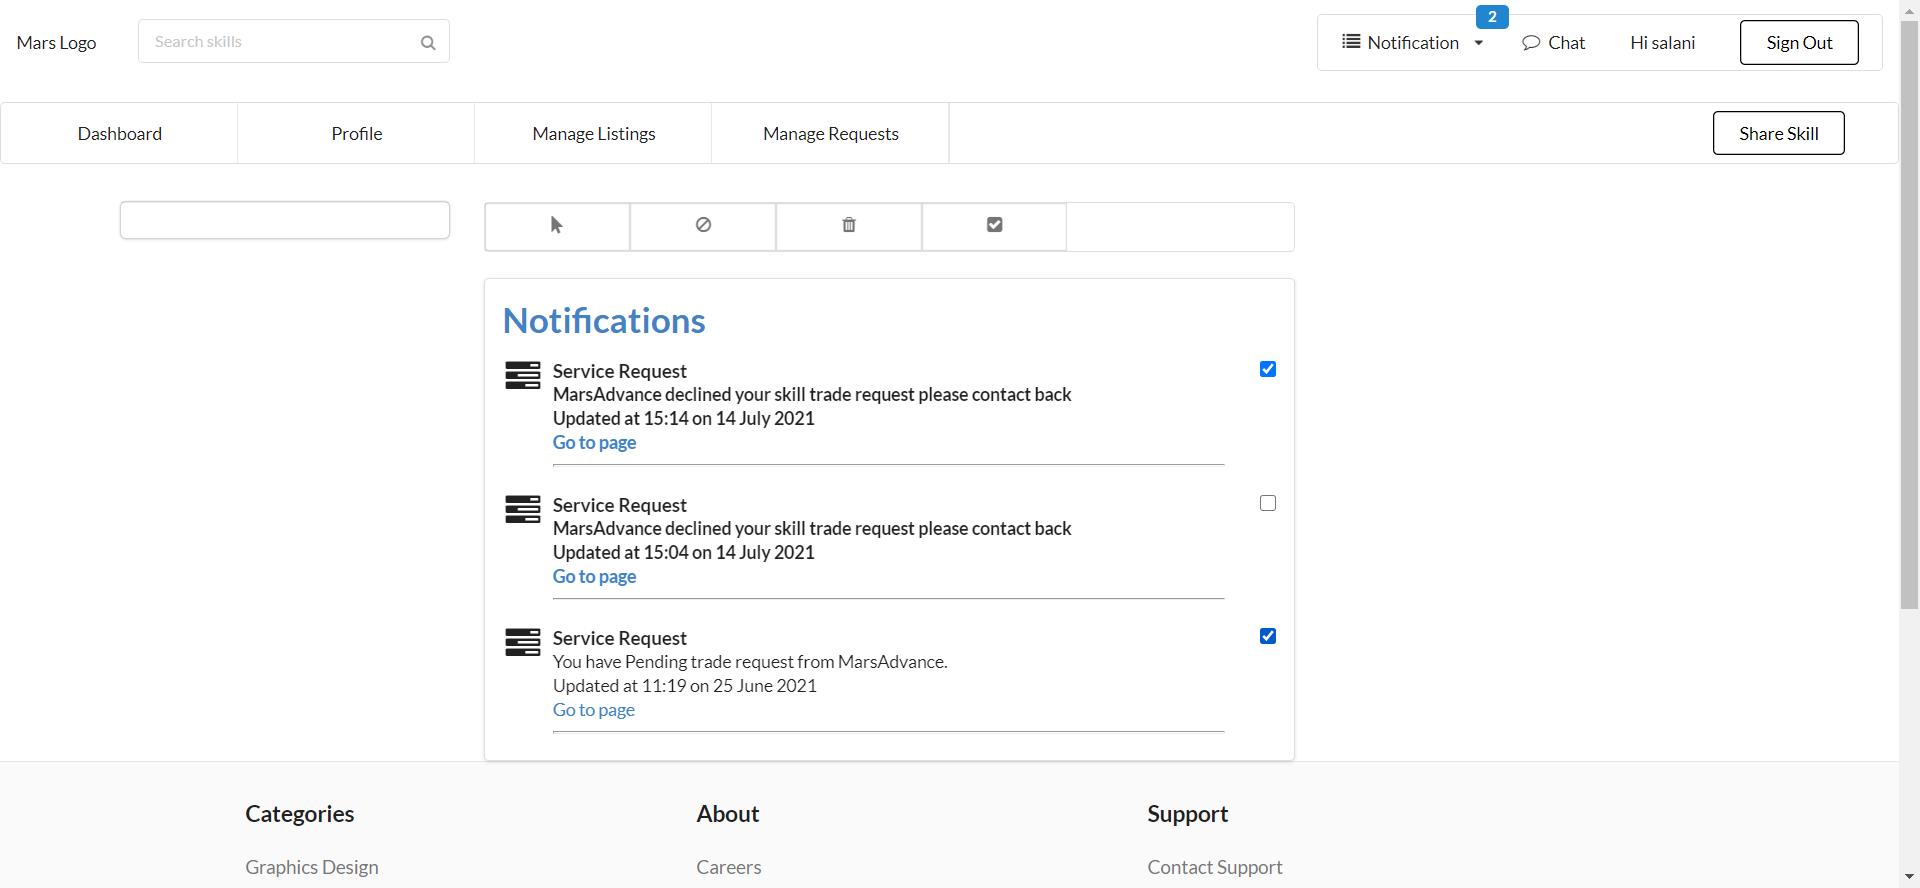 Mars Logo
Search skills
Notification
2
Chat
Hi salani
Sign Out
Dashboard
Profile
Manage Listings
Manage Requests
Share Skill
Notifications
Service Request
MarsAdvance declined your skill trade request please contact back
Updated at 15:14 on 14 July 2021
Go to page
Service Request
MarsAdvance declined your skill trade request please contact back
Updated at 15:04 on 14 July 2021
Go to page
Service Request
You have Pending trade request from MarsAdvance.
Updated at 11:19 on 25 June 2021
Go to page
Categories
About
Support
Graphics Design
Careers
Contact Support